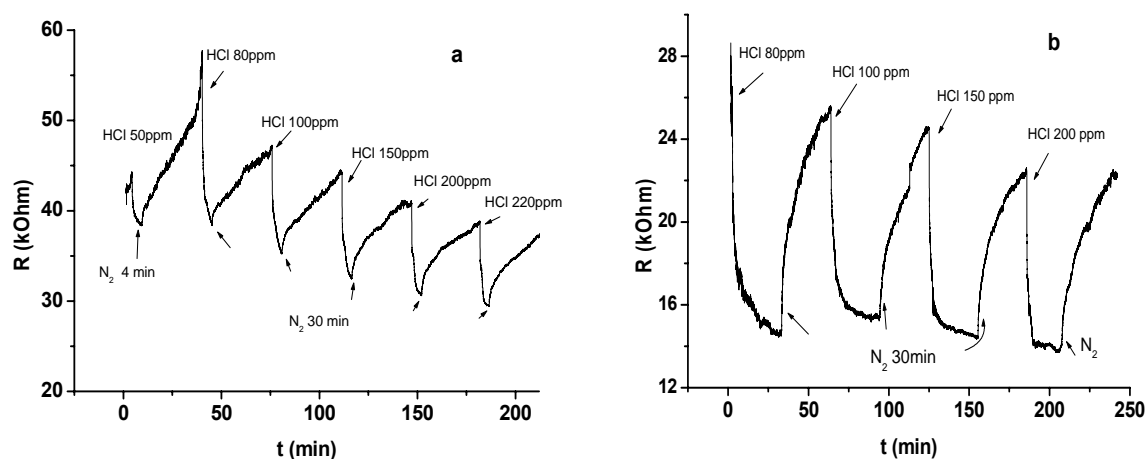 a
60
50
40
30
20
R (kOhm)
HCl 80ppm
HCl 50ppm
HCl 100ppm
HCl 150ppm
HCl 200ppm
HCl 220ppm
N2 4 min
N2 30 min
0 50 100 150 200
t (min)
b
28
24
20
16
12
R (kOhm)
HCl 80ppm
HCl 100 ppm
HCl 150 ppm
HCl 200 ppm
N2 30min
N2
0 50 100 150 200 250
t (min)